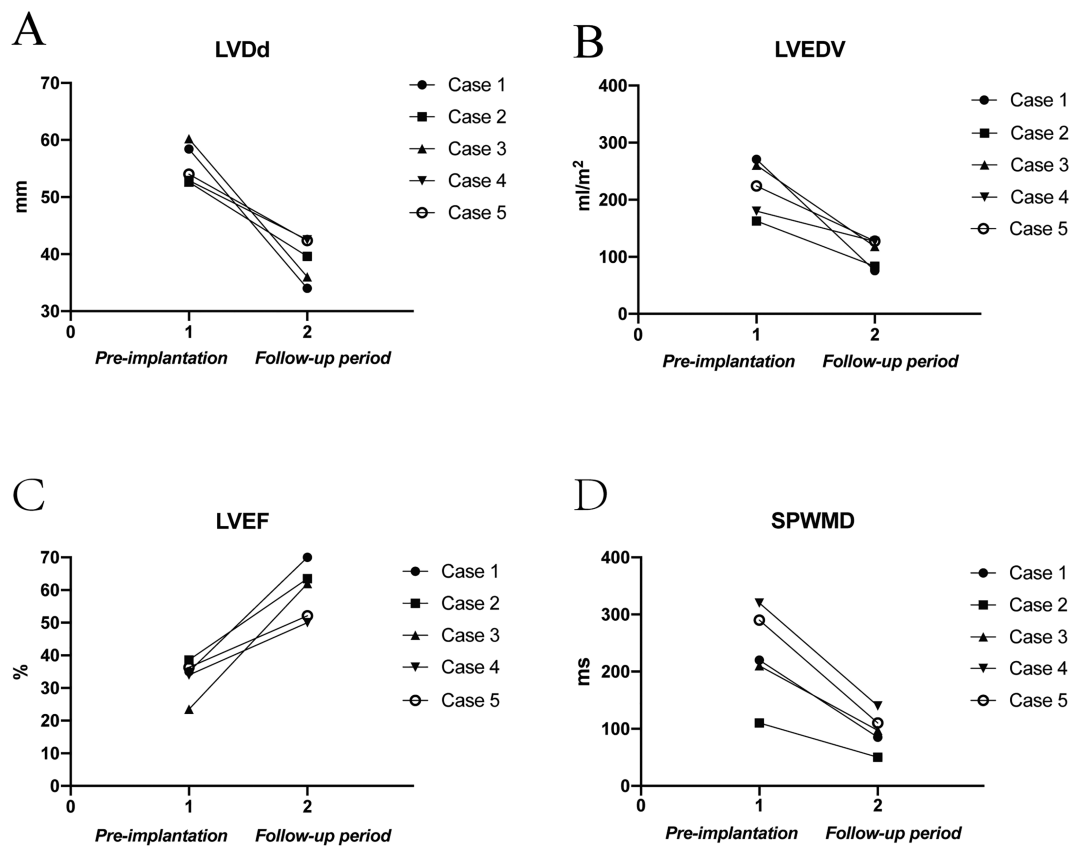 A
LVDd
70
60
50
40
30
mm
0
1
2
Pre-implantation
Follow-up period
Case 1
Case 2
Case 3
Case 4
Case 5
B
LVEDV
400
300
200
100
0
ml/m²
0
1
2
Pre-implantation
Follow-up period
Case 1
Case 2
Case 3
Case 4
Case 5
C
LVEF
70
60
50
40
30
20
10
0
%
0
1
2
Pre-implantation
Follow-up period
Case 1
Case 2
Case 3
Case 4
Case 5
D
SPWMD
400
300
200
100
0
ms
0
1
2
Pre-implantation
Follow-up period
Case 1
Case 2
Case 3
Case 4
Case 5